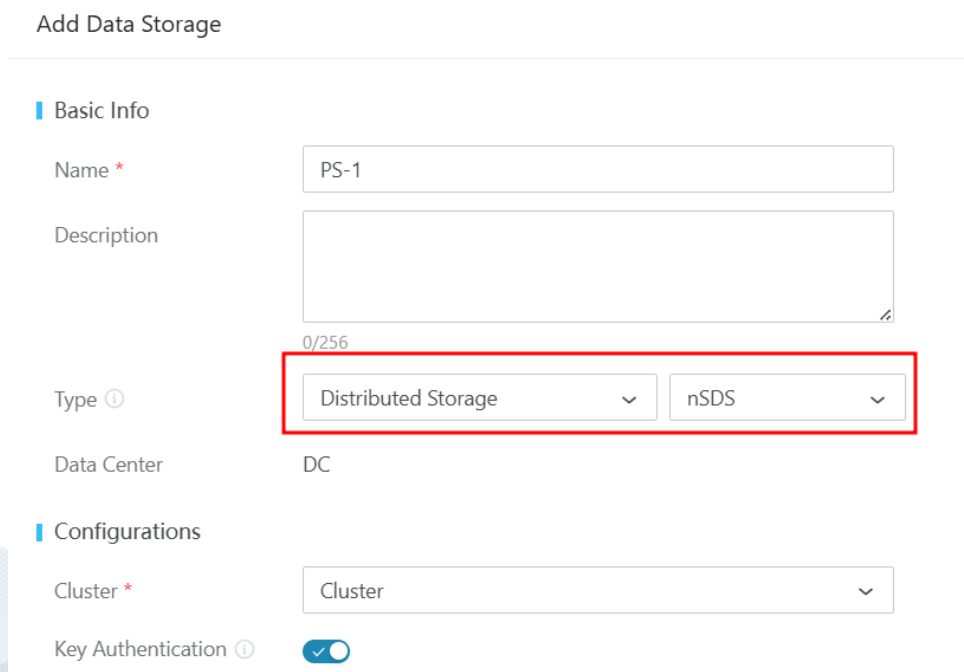 Add Data Storage
Basic Info
Name * PS-1
Description
0/256
Type Distributed Storage nSDS
Data Center DC
Configurations
Cluster * Cluster
Key Authentication